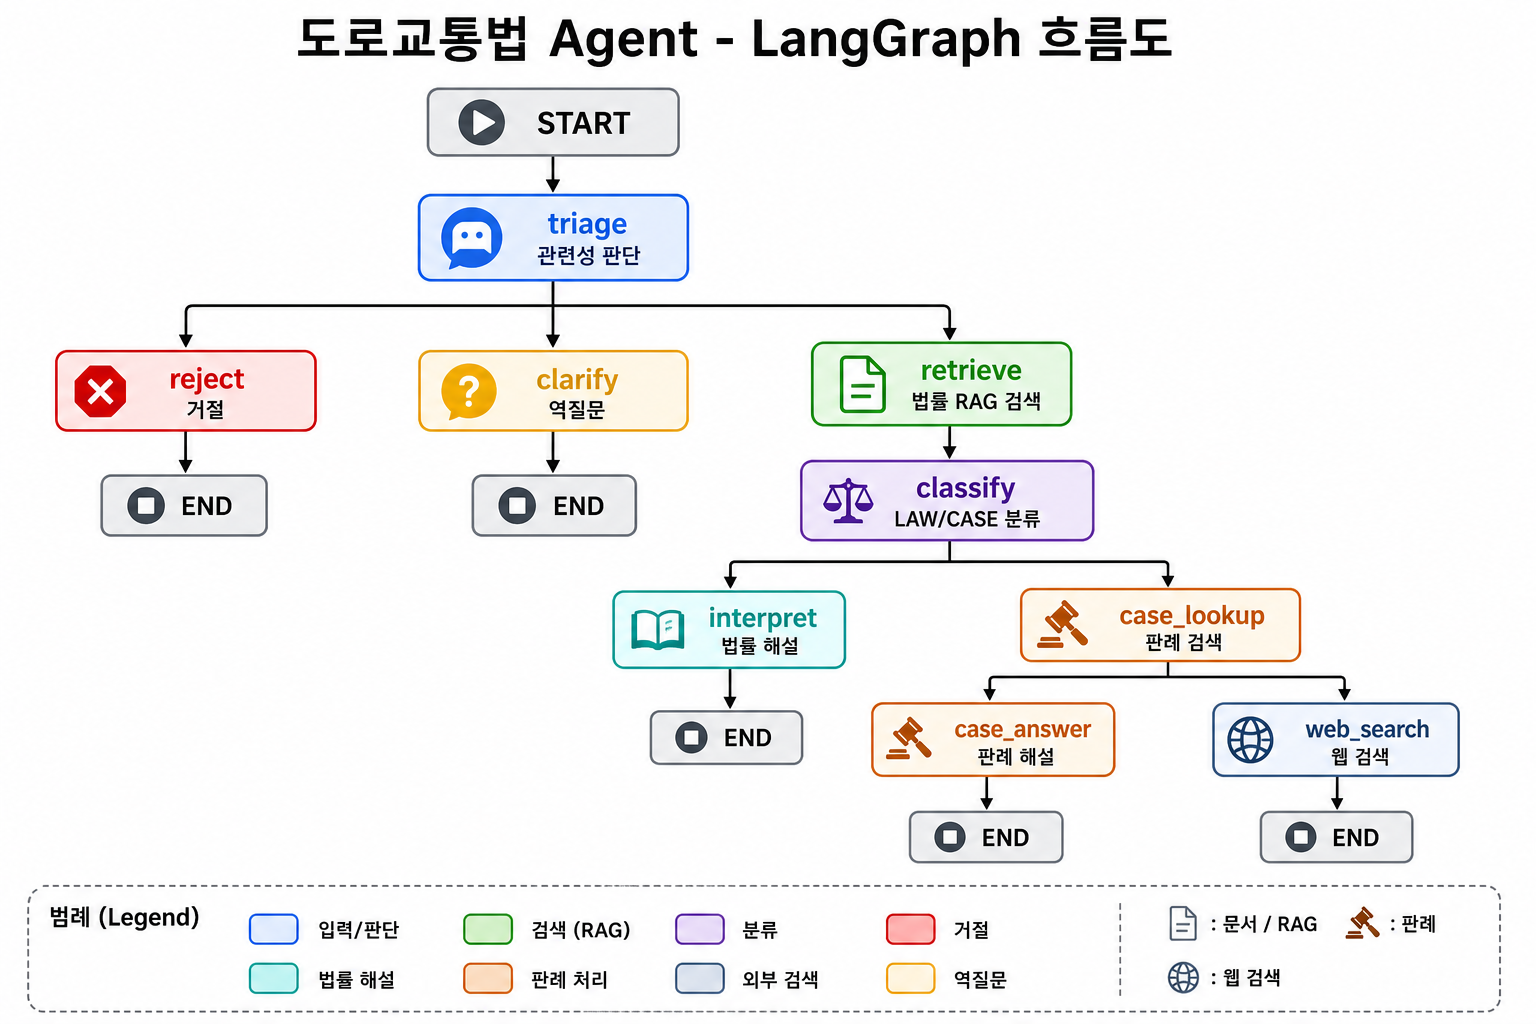 도로교통법 Agent - LangGraph 흐름도
START
triage
관련성 판단
reject
거절
clarify
역질문
retrieve
법률 RAG 검색
END
END
classify
LAW/CASE 분류
interpret
법률 해설
case_lookup
판례 검색
END
case_answer
판례 해설
web_search
웹 검색
END
END
범례 (Legend)
입력/판단
검색 (RAG)
분류
거절
법률 해설
판례 처리
외부 검색
역질문
: 문서 / RAG
: 판례
: 웹 검색